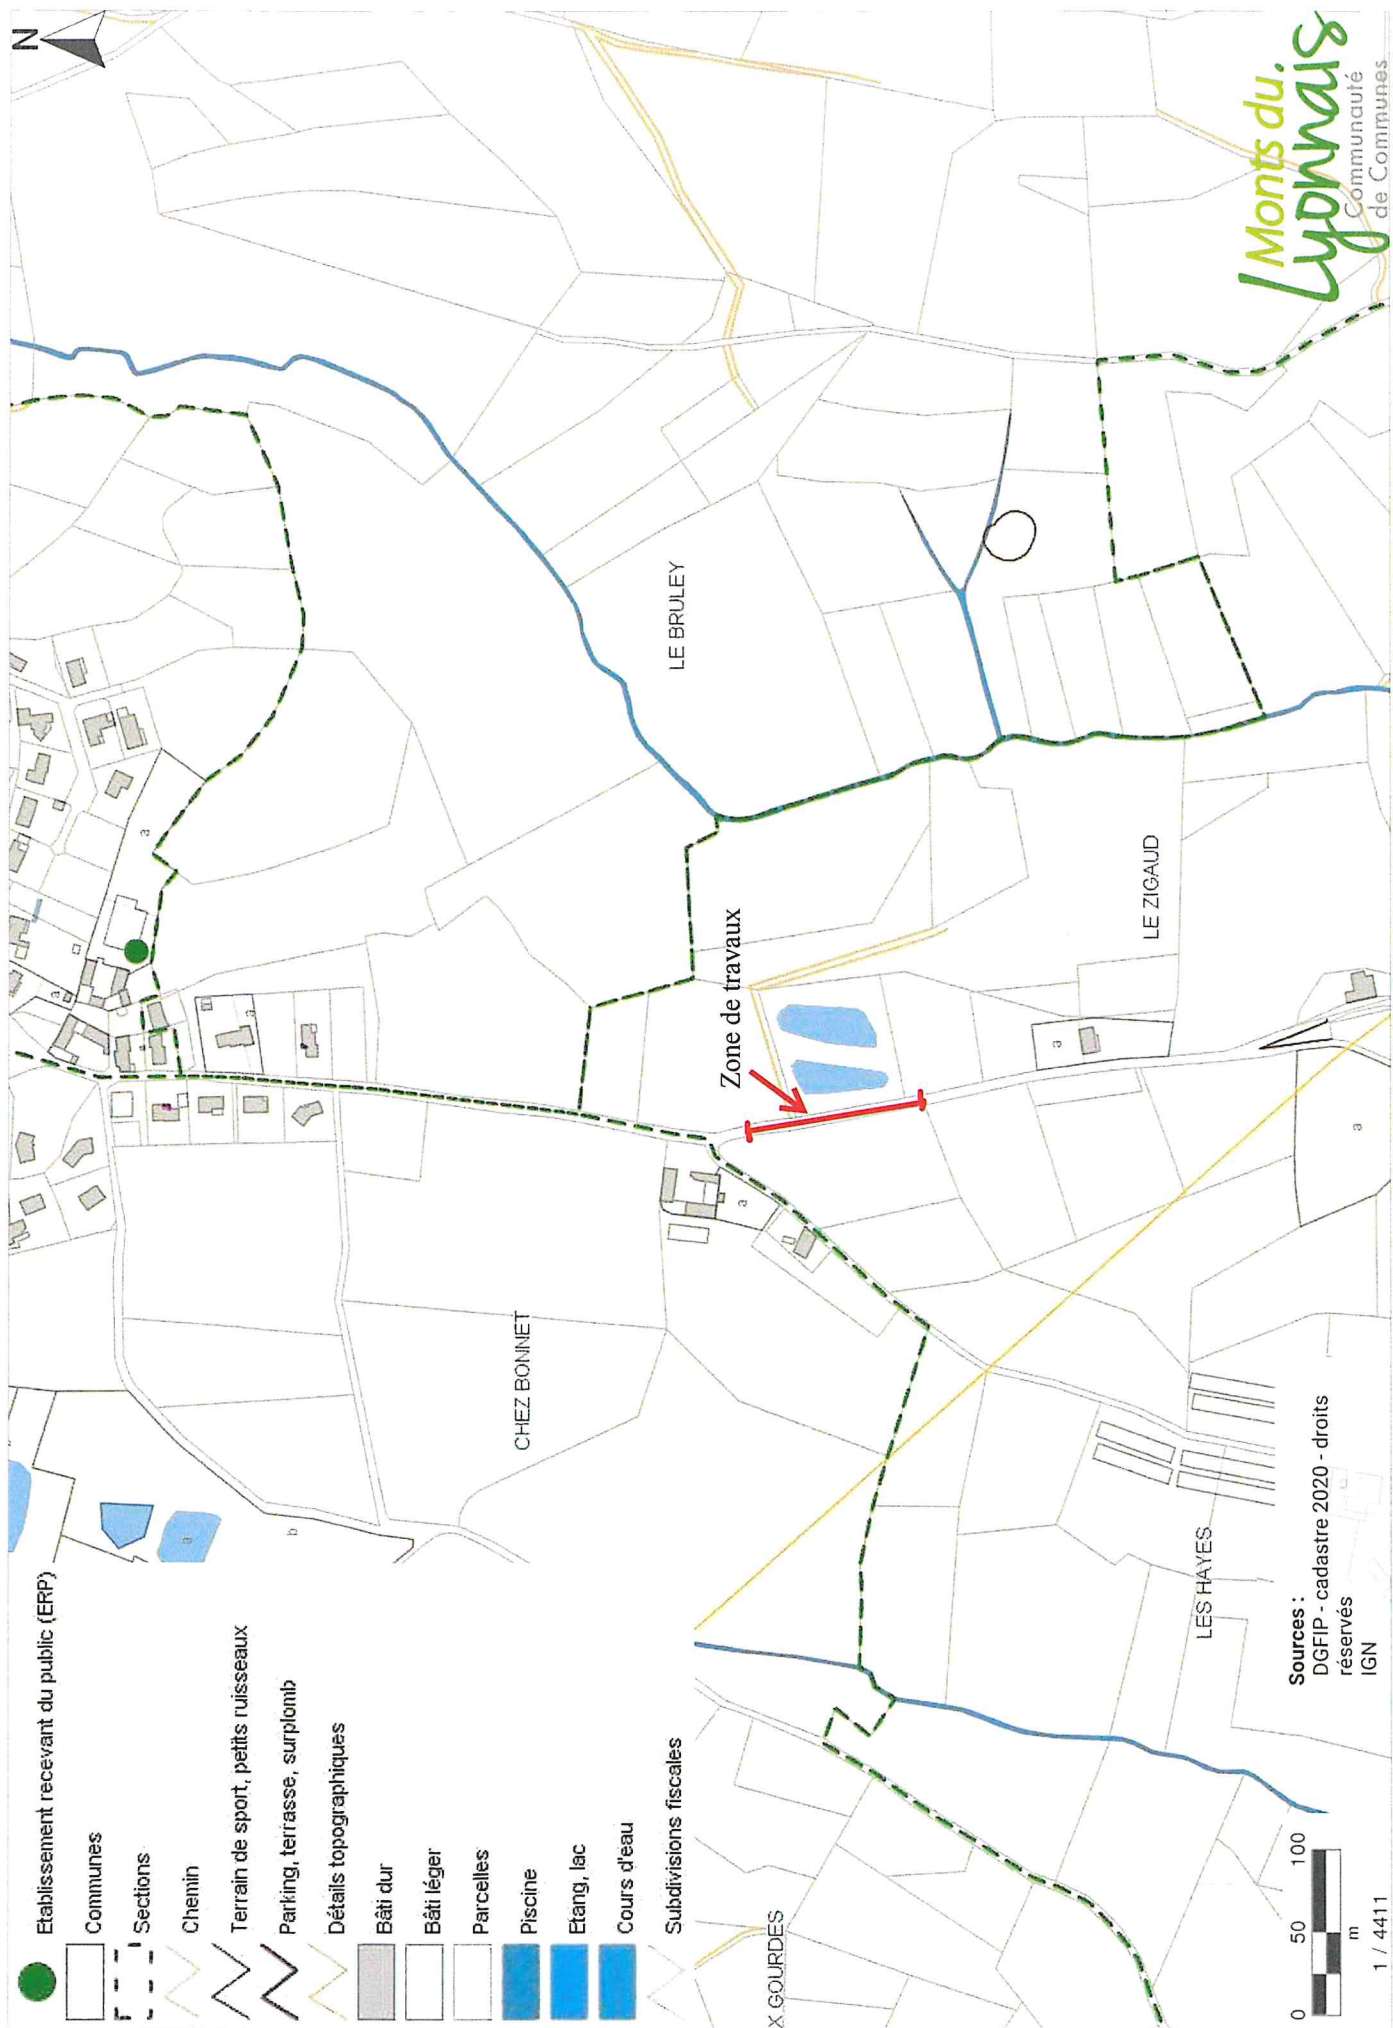 N
Monts du
Lyonnais
Communauté
de Communes
Etablissement recevant du public (ERP)
Communes
Sections
Chemin
Terrain de sport, petits ruisseaux
Parking, terrasse, surplomb
Détails topographiques
Bâti dur
Bâti léger
Parcelles
Piscine
Etang, lac
Cours d'eau
Subdivisions fiscales
LE BRULEY
Zone de travaux
LE ZIGAUD
CHEZ BONNET
LES HAYES
X GOURDES
a
a
a
a
a
a
a
b
a
Sources :
DGFIP - cadastre 2020 - droits
réservés
IGN
0 50 100
m
1 / 4411